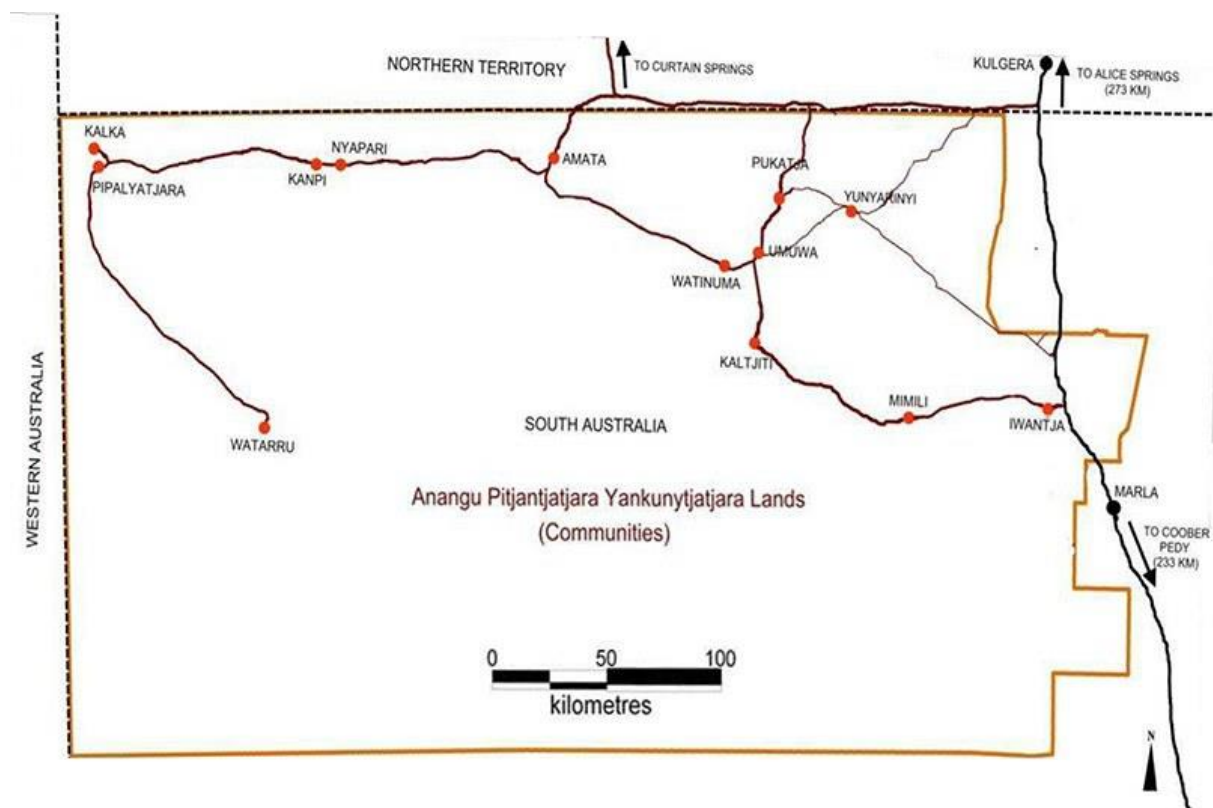 NORTHERN TERRITORY
TO CURTAIN SPRINGS
KULGERA
TO ALICE SPRINGS
(273 KM)
KALKA
NYAPARI
AMATA
PUKATJA
PIPALYATJARA
KANPI
YUNYARINYI
UMUWA
WATINUMA
KALTJITI
WESTERN AUSTRALIA
MIMILI
IWANTJA
WATARRU
SOUTH AUSTRALIA
Anangu Pitjantjatjara Yankunytjatjara Lands
(Communities)
MARLA
TO COOBER
PEDY
(233 KM)
0 50 100
kilometres
N